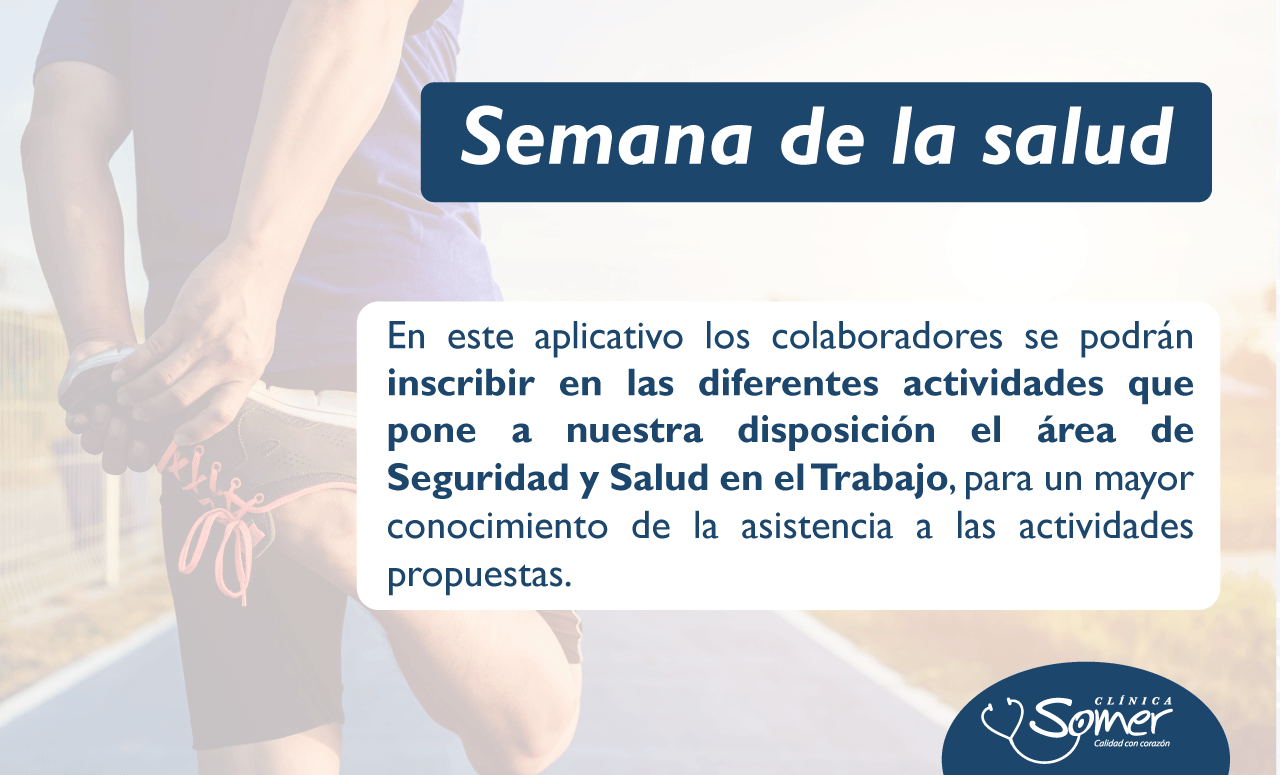 Semana de la salud
En este aplicativo los colaboradores se podrán
inscribir en las diferentes actividades que
pone a nuestra disposición el área de
Seguridad y Salud en el Trabajo, para un mayor
conocimiento de la asistencia a las actividades
propuestas.
CLÍNICA
Somer
Calidad con corazón